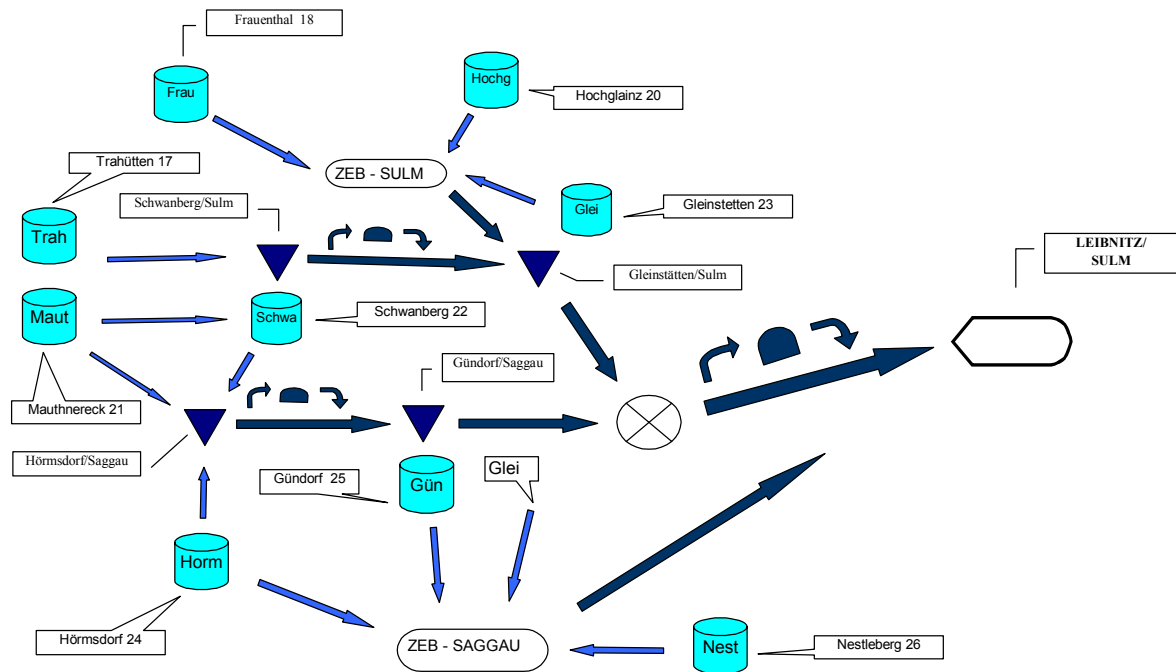 Frauenthal 18
Frau
Hochg
Hochglainz 20
Trahütten 17
ZEB - SULM
Schwanberg/Sulm
Glei
Gleinstetten 23
Trah
LEIBNITZ/
SULM
Gleinstätten/Sulm
Maut
Schwa
Schwanberg 22
Gündorf/Saggau
Mauthnereck 21
Hörmsdorf/Saggau
Glei
Gündorf 25
Gün
Horm
Hörmsdorf 24
ZEB - SAGGAU
Nest
Nestleberg 26